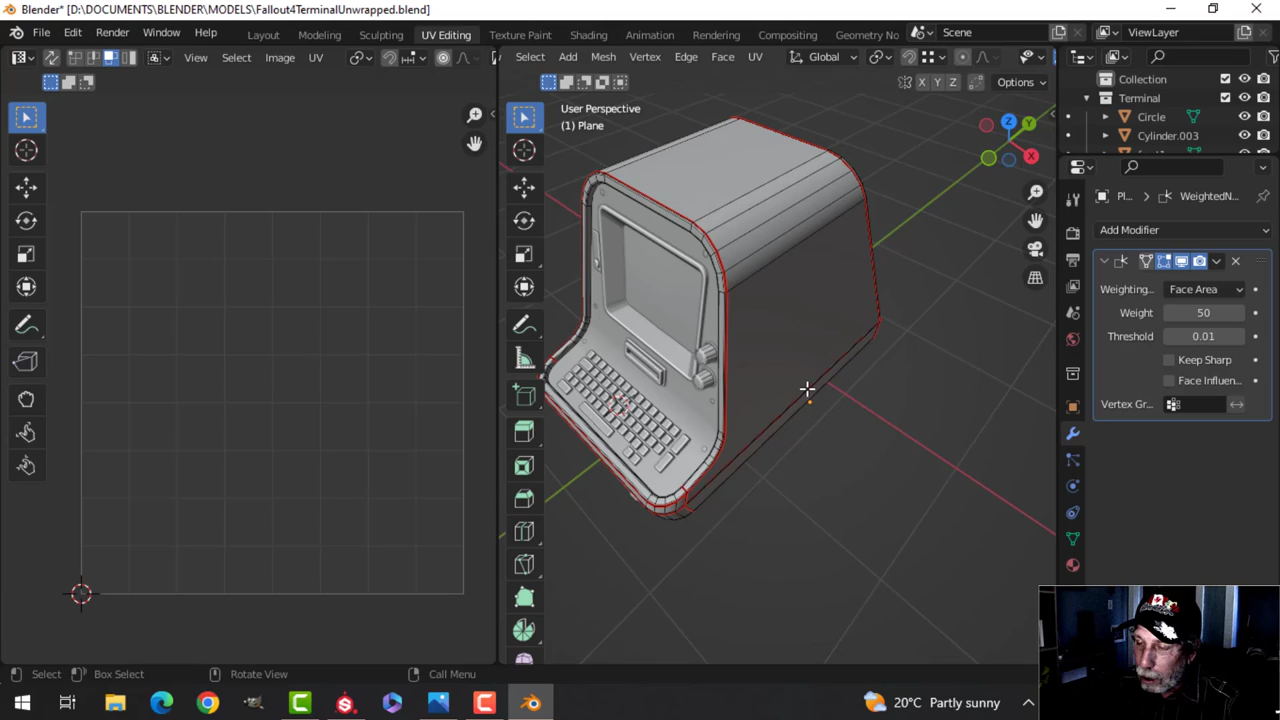 Blender* [D:\DOCUMENTS\BLENDER\MODELS\Fallout4TerminalUnwrapped.blend]
File Edit Render Window Help
Layout Modeling Sculpting UV Editing Texture Paint Shading Animation Rendering Compositing Geometry No
Scene
ViewLayer
View Select Image UV
Select Add Mesh Vertex Edge Face UV
Global
X Y Z
Options
User Perspective
(1) Plane
Z
Y
X
Collection
Terminal
Circle
Cylinder.003
Pl... WeightedN...
Add Modifier
Weighting... Face Area
Weight 50
Threshold 0.01
Keep Sharp
Face Influen...
Vertex Gr...
Select Box Select Rotate View Call Menu
20°C Partly sunny